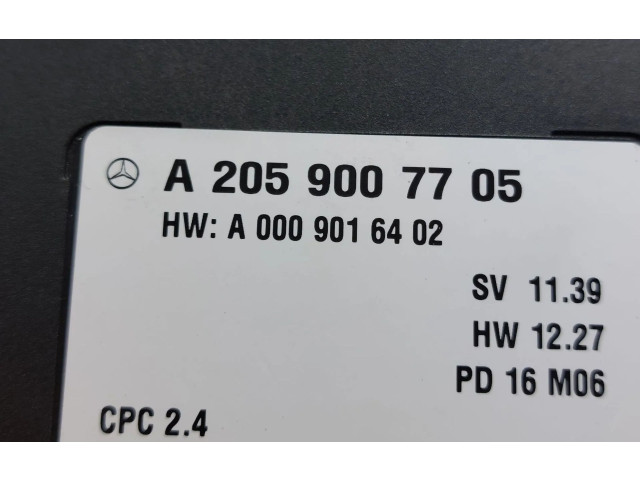 A 205 900 77 05
HW: A 000 901 64 02
SV 11.39
HW 12.27
PD 16 M06
CPC 2.4